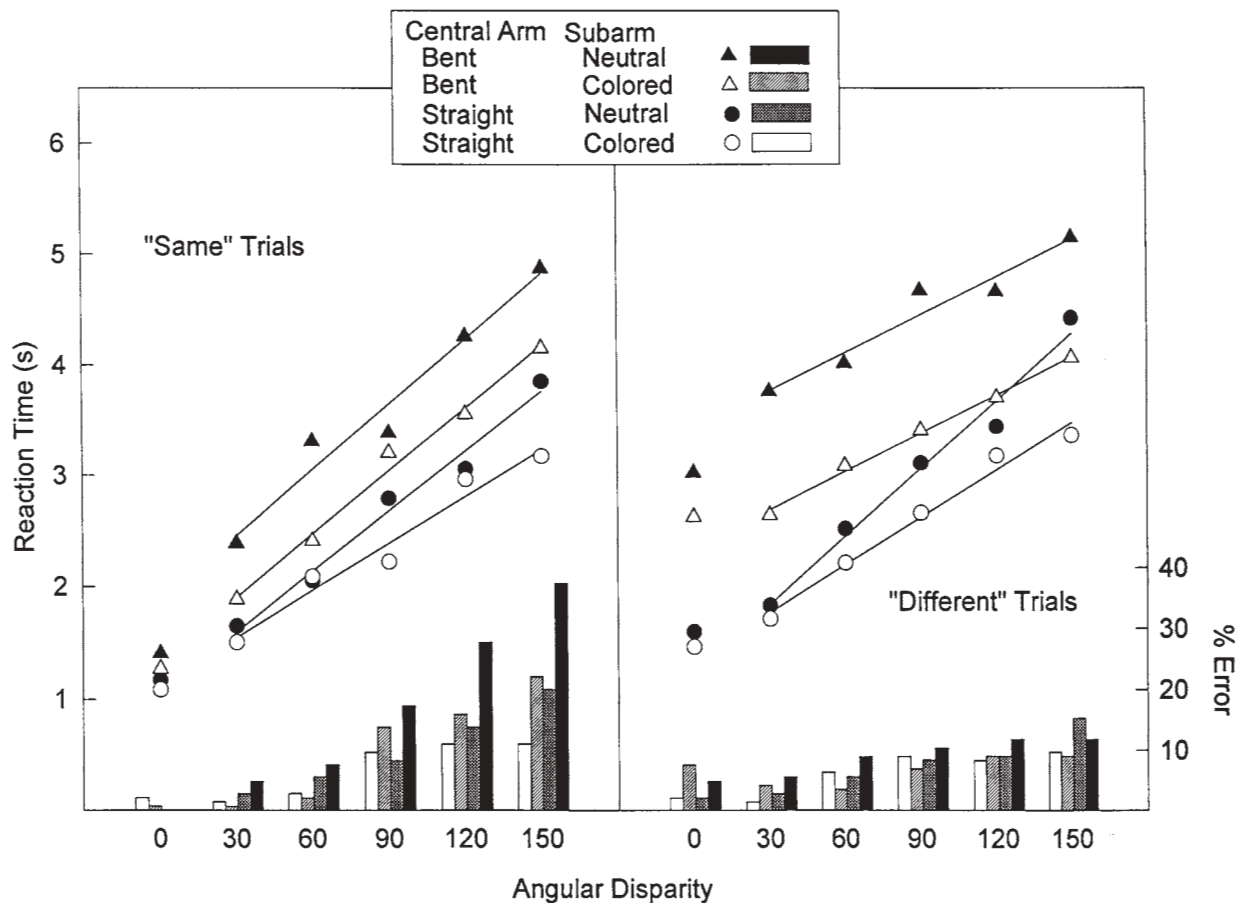 Central Arm Subarm
Bent Neutral
Bent Colored
Straight Neutral
Straight Colored
"Same" Trials
"Different" Trials
Reaction Time (s)
6
5
4
3
2
1
40
30
20
10
% Error
0 30 60 90 120 150 0 30 60 90 120 150
Angular Disparity